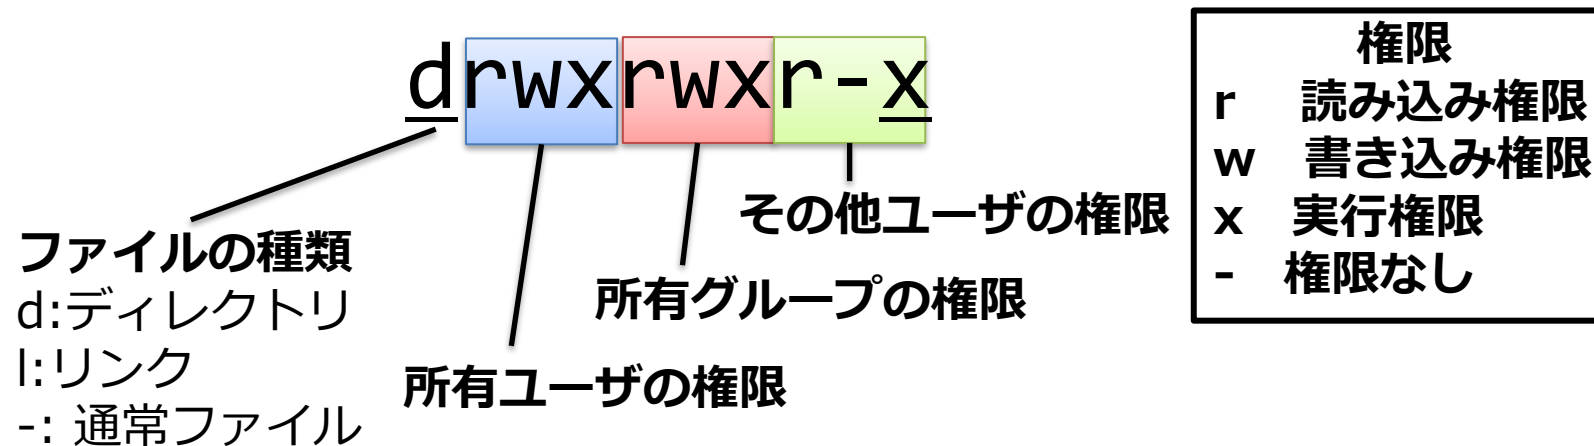 drwxrwxr-x
ファイルの種類
d:ディレクトリ
l:リンク
-: 通常ファイル
所有ユーザの権限
所有グループの権限
その他ユーザの権限
権限
r 読み込み権限
w 書き込み権限
x 実行権限
- 権限なし